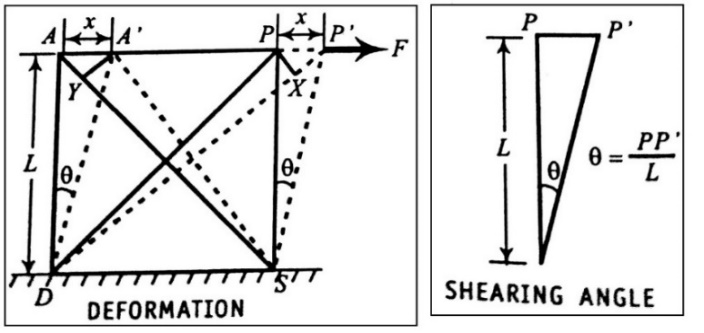 x
x
A
A'
P
P'
F
Y
X
L
θ
θ
D
S
DEFORMATION
P
P'
L
θ
θ = PP' / L
SHEARING ANGLE